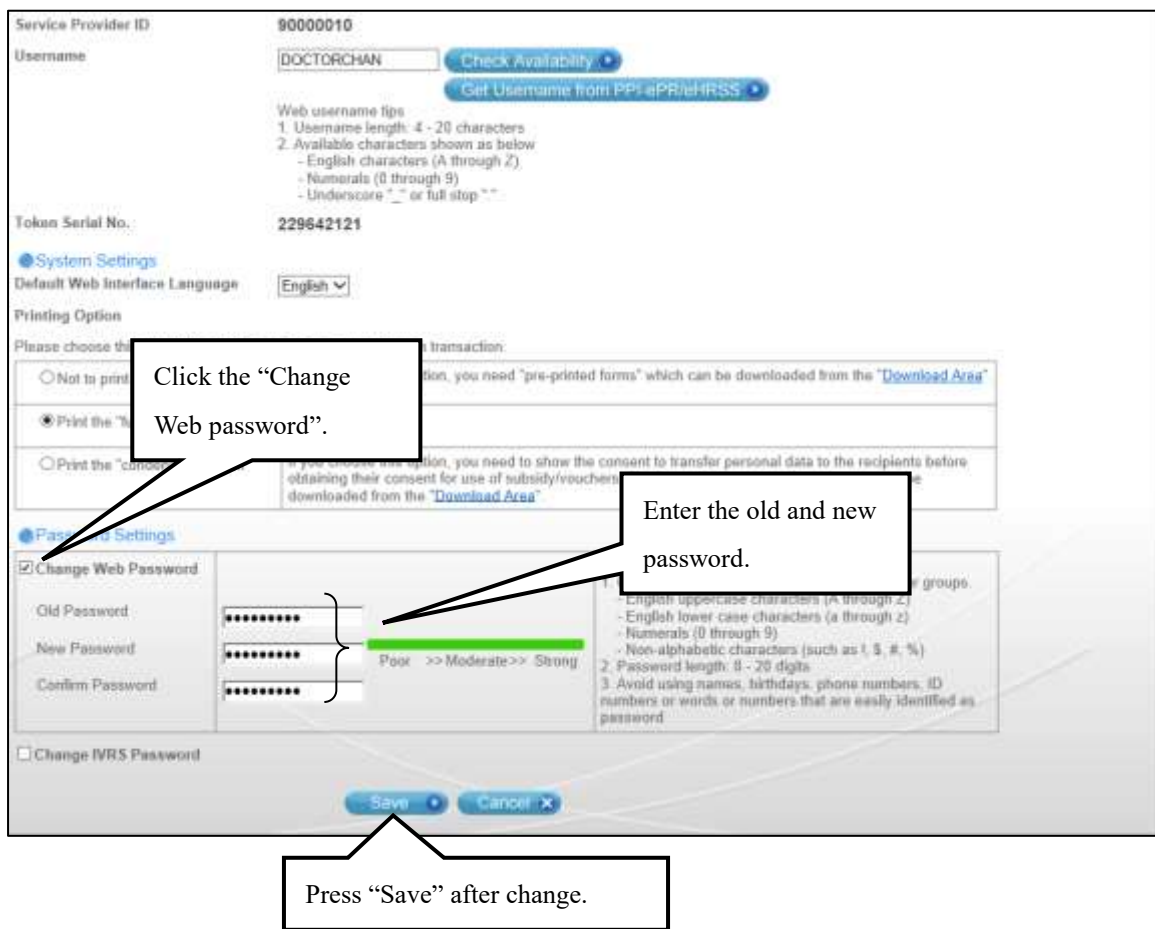 Service Provider ID 90000010
Username DOCTORCHAN Check Availability
Get Username from PPI-ePR/eHRSS
Web username tips
1. Username length: 4 - 20 characters
2. Available characters shown as below
- English characters (A through Z)
- Numerals (0 through 9)
- Underscore "_" or full stop "."
Token Serial No. 229642121
System Settings
Default Web Interface Language English
Printing Option
Please choose transaction:
Not to print you need "pre-printed forms" which can be downloaded from the "Download Area"
Print the
Print the you need to show the consent to transfer personal data to the recipients before
obtaining their consent for use of
downloaded from the "Download Area"
Click the “Change
Web password”.
Enter the old and new
password.
Password Settings
Change Web Password
1. groups.
- English uppercase characters (A through Z)
- English lower case characters (a through z)
- Numerals (0 through 9)
- Non-alphabetic characters (such as !, $, #, %)
2. Password length: 8 - 20 digits
3. Avoid using names, birthdays, phone numbers, ID
numbers or words or numbers that are easily identified as
password
Old Password •••••••••
New Password •••••••••
Poor >> Moderate >> Strong
Confirm Password •••••••••
Change IVRS Password
Save Cancel
Press “Save” after change.